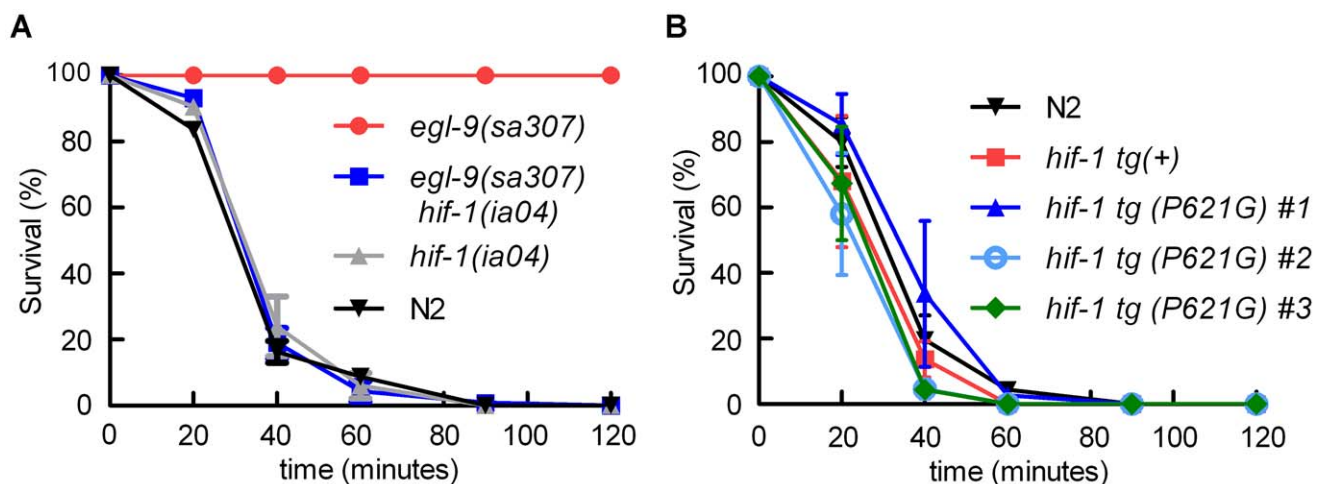 A
Survival (%)
100
80
60
40
20
0
0 20 40 60 80 100 120
time (minutes)
egl-9(sa307)
egl-9(sa307)
hif-1(ia04)
hif-1(ia04)
N2
B
Survival (%)
100
80
60
40
20
0
0 20 40 60 80 100 120
time (minutes)
N2
hif-1 tg(+)
hif-1 tg (P621G) #1
hif-1 tg (P621G) #2
hif-1 tg (P621G) #3